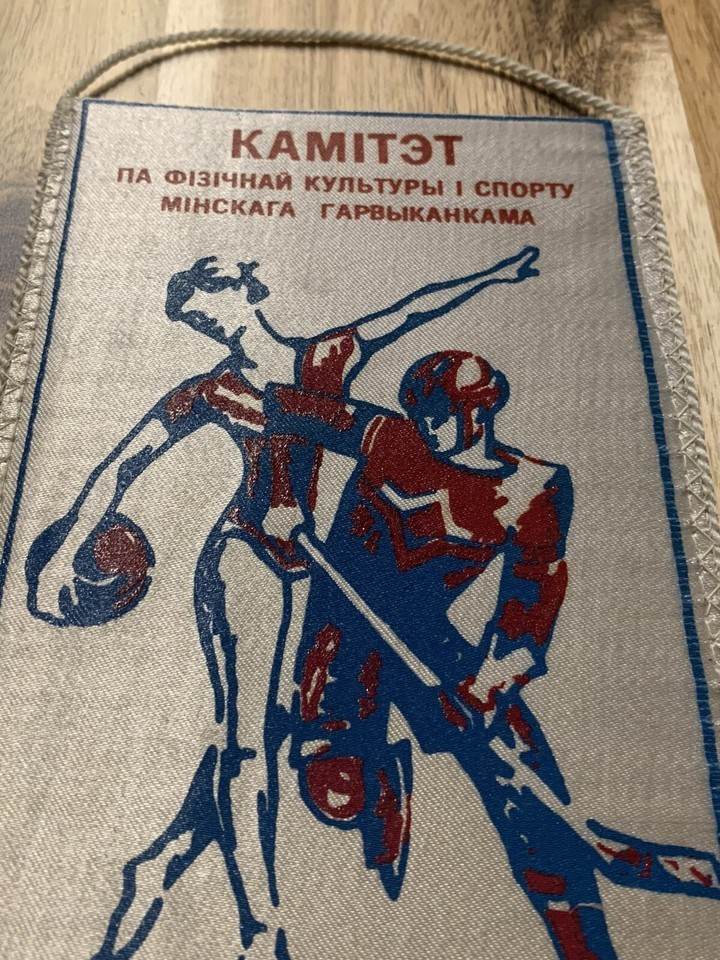 КАМІТЭТ
ПА ФІЗІЧНАЙ КУЛЬТУРЫ І СПОРТУ
МІНСКАГА ГАРВЫКАНКАМА